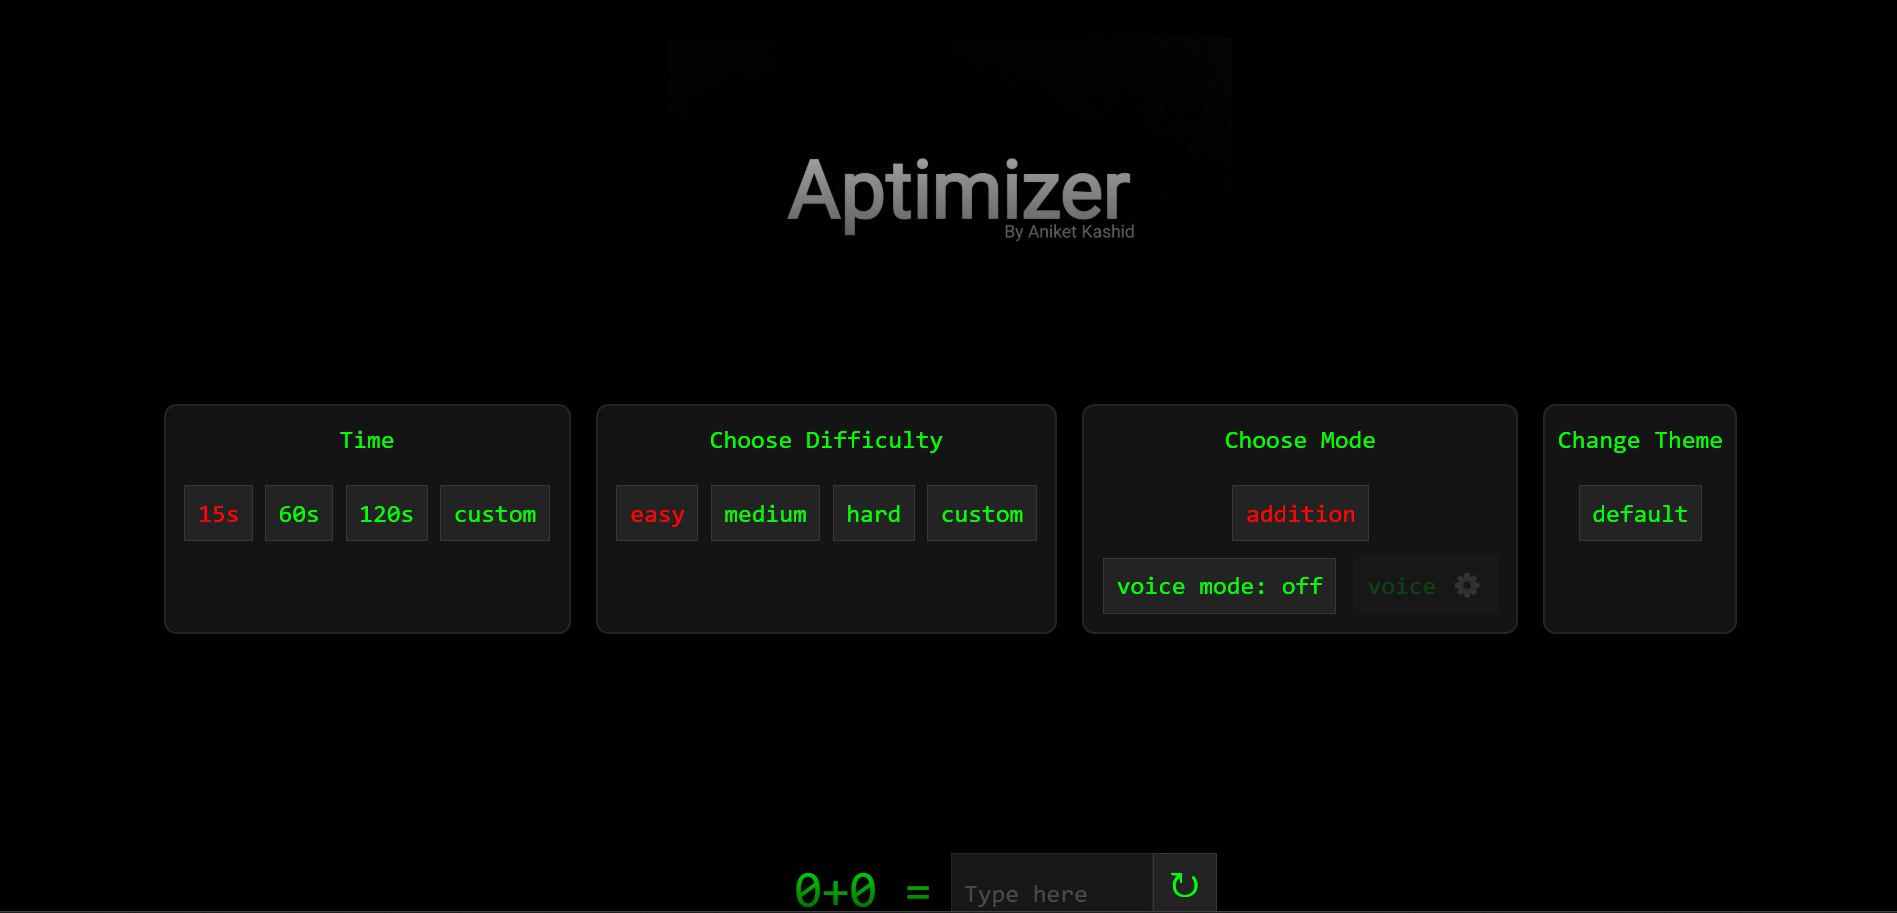 Aptimizer
By Aniket Kashid
Time
15s 60s 120s custom
Choose Difficulty
easy medium hard custom
Choose Mode
addition
voice mode: off voice
Change Theme
default
0+0 = Type here